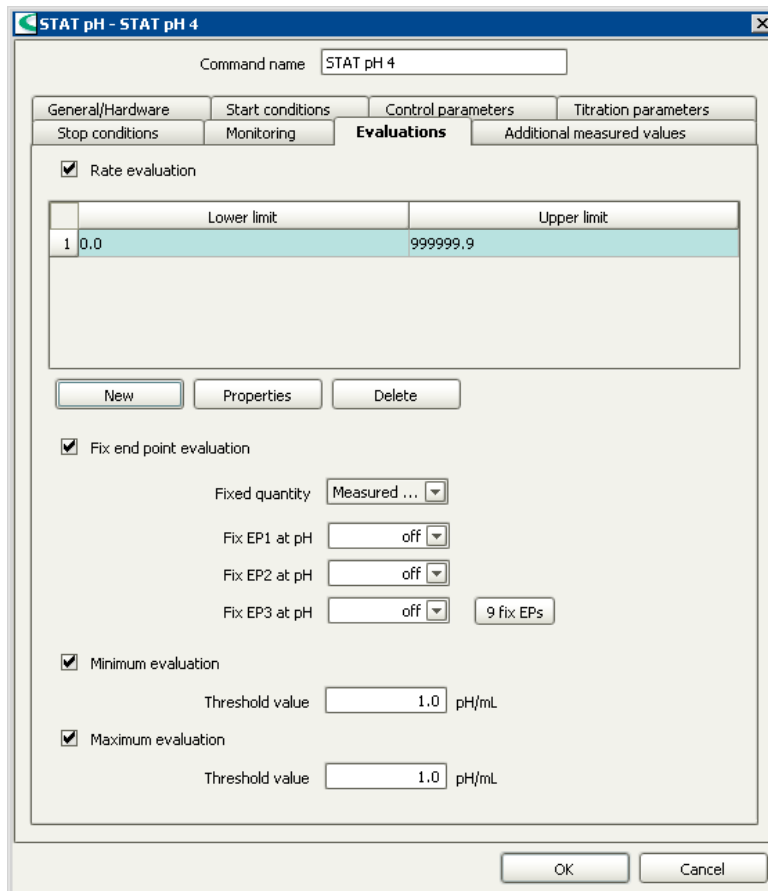 STAT pH - STAT pH 4
Command name STAT pH 4
General/Hardware Start conditions Control parameters Titration parameters
Stop conditions Monitoring Evaluations Additional measured values
Rate evaluation
Lower limit Upper limit
1 0.0 999999.9
New Properties Delete
Fix end point evaluation
Fixed quantity Measured ...
Fix EP1 at pH off
Fix EP2 at pH off
Fix EP3 at pH off 9 fix EPs
Minimum evaluation
Threshold value 1.0 pH/mL
Maximum evaluation
Threshold value 1.0 pH/mL
OK Cancel